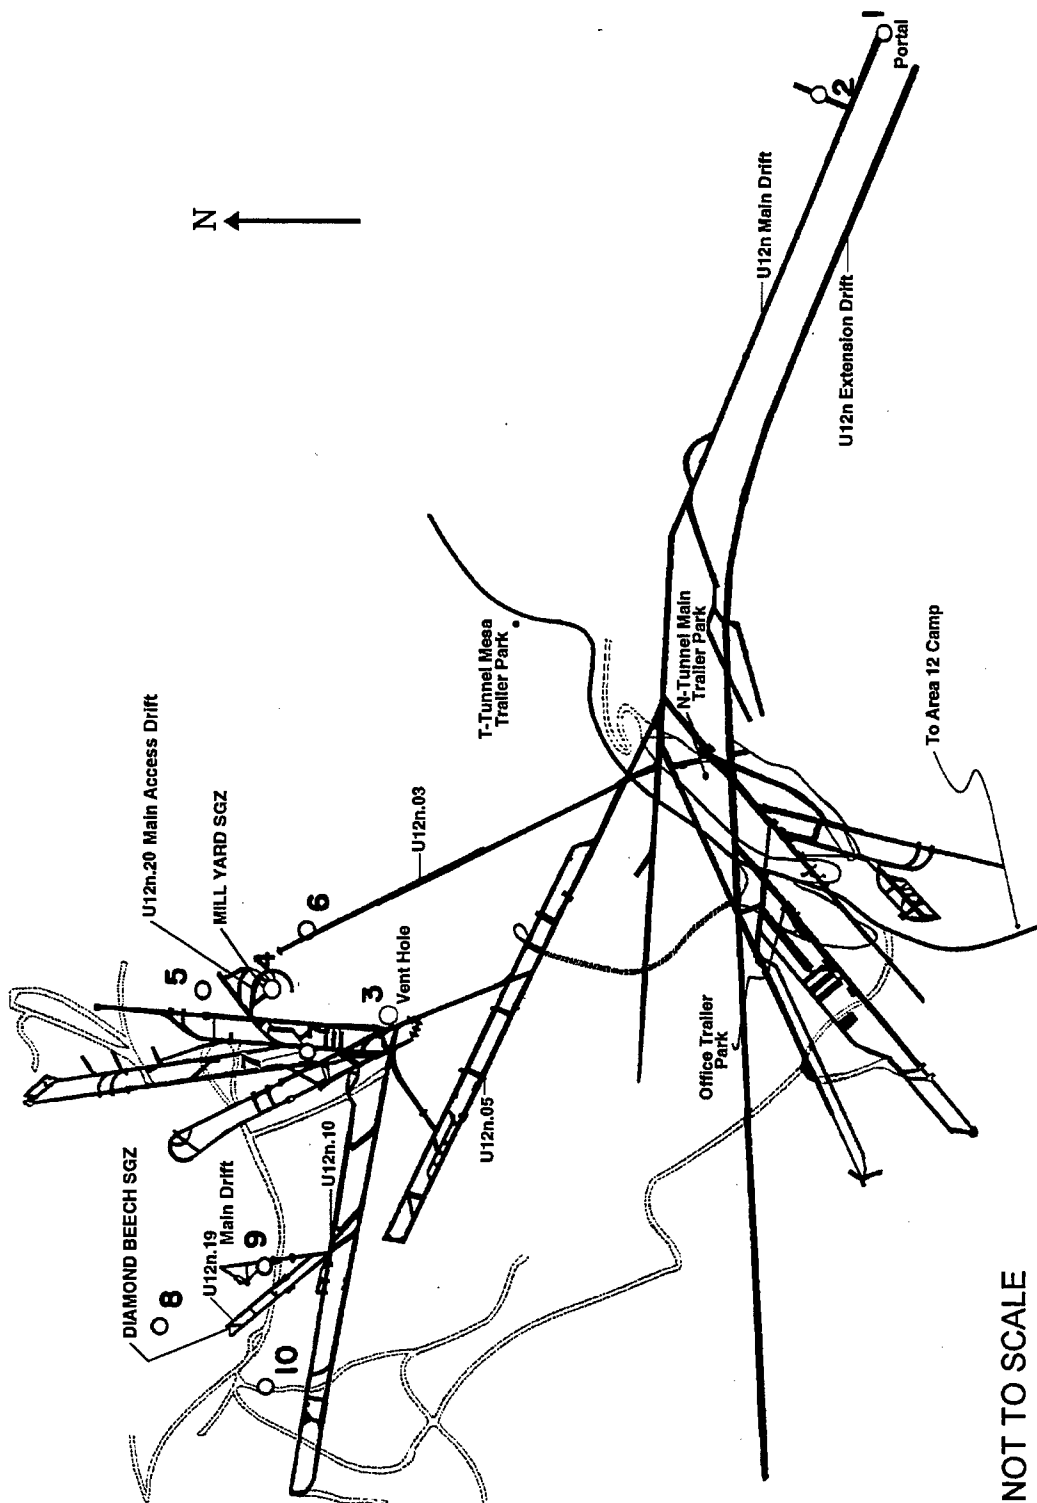 N
U12n.20 Main Access Drift
MILL YARD SGZ
5
4
6
7
3
Vent Hole
DIAMOND BEECH SGZ
U12n.19
Main Drift
8
9
10
U12n.10
U12n.05
U12n.03
T-Tunnel Mesa
Trailer Park
N-Tunnel Main
Trailer Park
Office Trailer
Park
To Area 12 Camp
U12n Main Drift
U12n Extension Drift
1
Portal
2
NOT TO SCALE